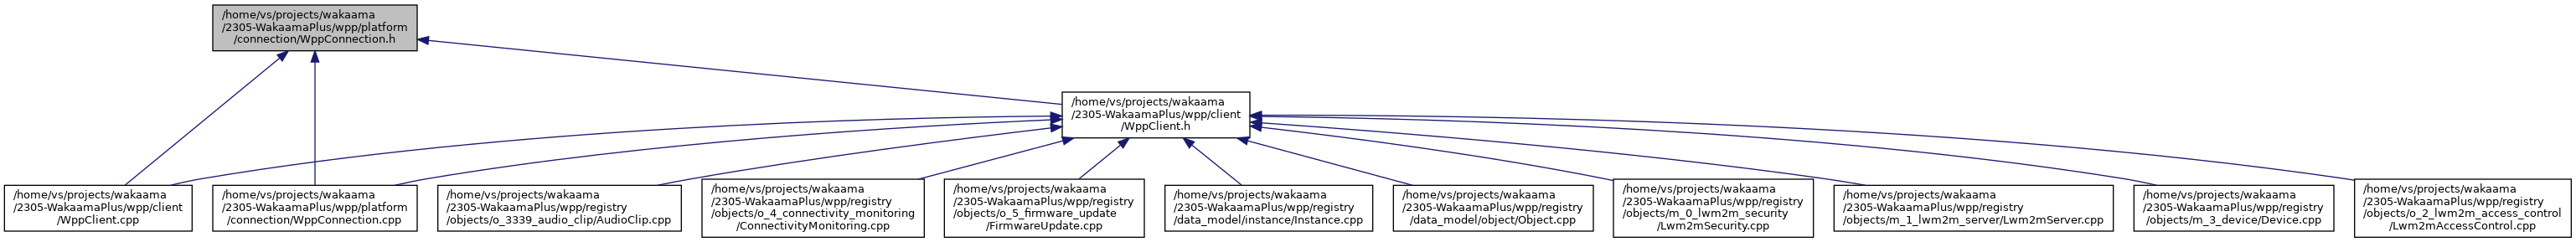 /home/vs/projects/wakaama
/2305-WakaamaPlus/wpp/platform
/connection/WppConnection.h
/home/vs/projects/wakaama
/2305-WakaamaPlus/wpp/client
/WppClient.h
/home/vs/projects/wakaama
/2305-WakaamaPlus/wpp/client
/WppClient.cpp
/home/vs/projects/wakaama
/2305-WakaamaPlus/wpp/platform
/connection/WppConnection.cpp
/home/vs/projects/wakaama
/2305-WakaamaPlus/wpp/registry
/objects/o_3339_audio_clip/AudioClip.cpp
/home/vs/projects/wakaama
/2305-WakaamaPlus/wpp/registry
/objects/o_4_connectivity_monitoring
/ConnectivityMonitoring.cpp
/home/vs/projects/wakaama
/2305-WakaamaPlus/wpp/registry
/objects/o_5_firmware_update
/FirmwareUpdate.cpp
/home/vs/projects/wakaama
/2305-WakaamaPlus/wpp/registry
/data_model/instance/Instance.cpp
/home/vs/projects/wakaama
/2305-WakaamaPlus/wpp/registry
/data_model/object/Object.cpp
/home/vs/projects/wakaama
/2305-WakaamaPlus/wpp/registry
/objects/m_0_lwm2m_security
/Lwm2mSecurity.cpp
/home/vs/projects/wakaama
/2305-WakaamaPlus/wpp/registry
/objects/m_1_lwm2m_server/Lwm2mServer.cpp
/home/vs/projects/wakaama
/2305-WakaamaPlus/wpp/registry
/objects/m_3_device/Device.cpp
/home/vs/projects/wakaama
/2305-WakaamaPlus/wpp/registry
/objects/o_2_lwm2m_access_control
/Lwm2mAccessControl.cpp